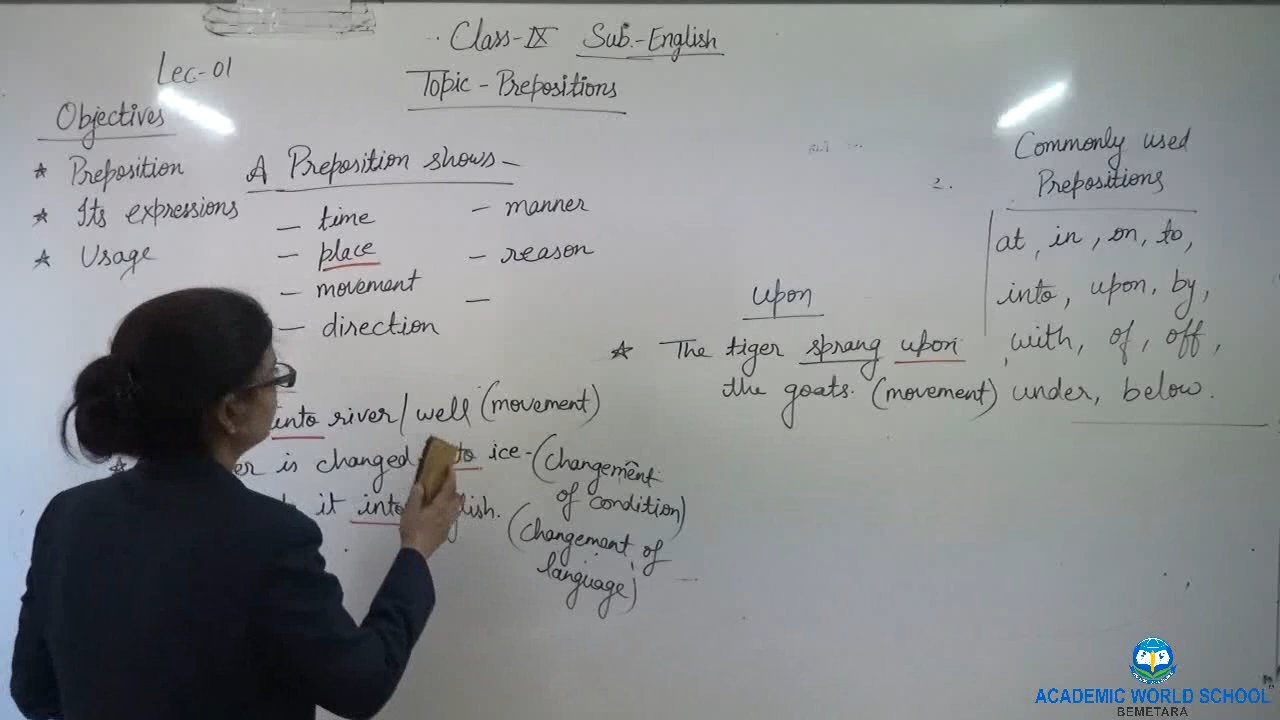 Class-IX Sub.-English
Lec-01
Topic - Prepositions
Objectives
★ Preposition
★ Its expressions
★ Usage
A Preposition shows-
- time
- place
- movement
- direction
- manner
- reason
-
into river/well (movement)
★ is changed to ice - (changement
of condition)
it into
(changement of
language)
upon
★ The tiger sprang upon
the goats. (movement)
2.
Commonly used
Prepositions
at, in, on, to,
into, upon, by,
with, of, off,
under, below.
ACADEMIC WORLD SCHOOL
BEMETARA